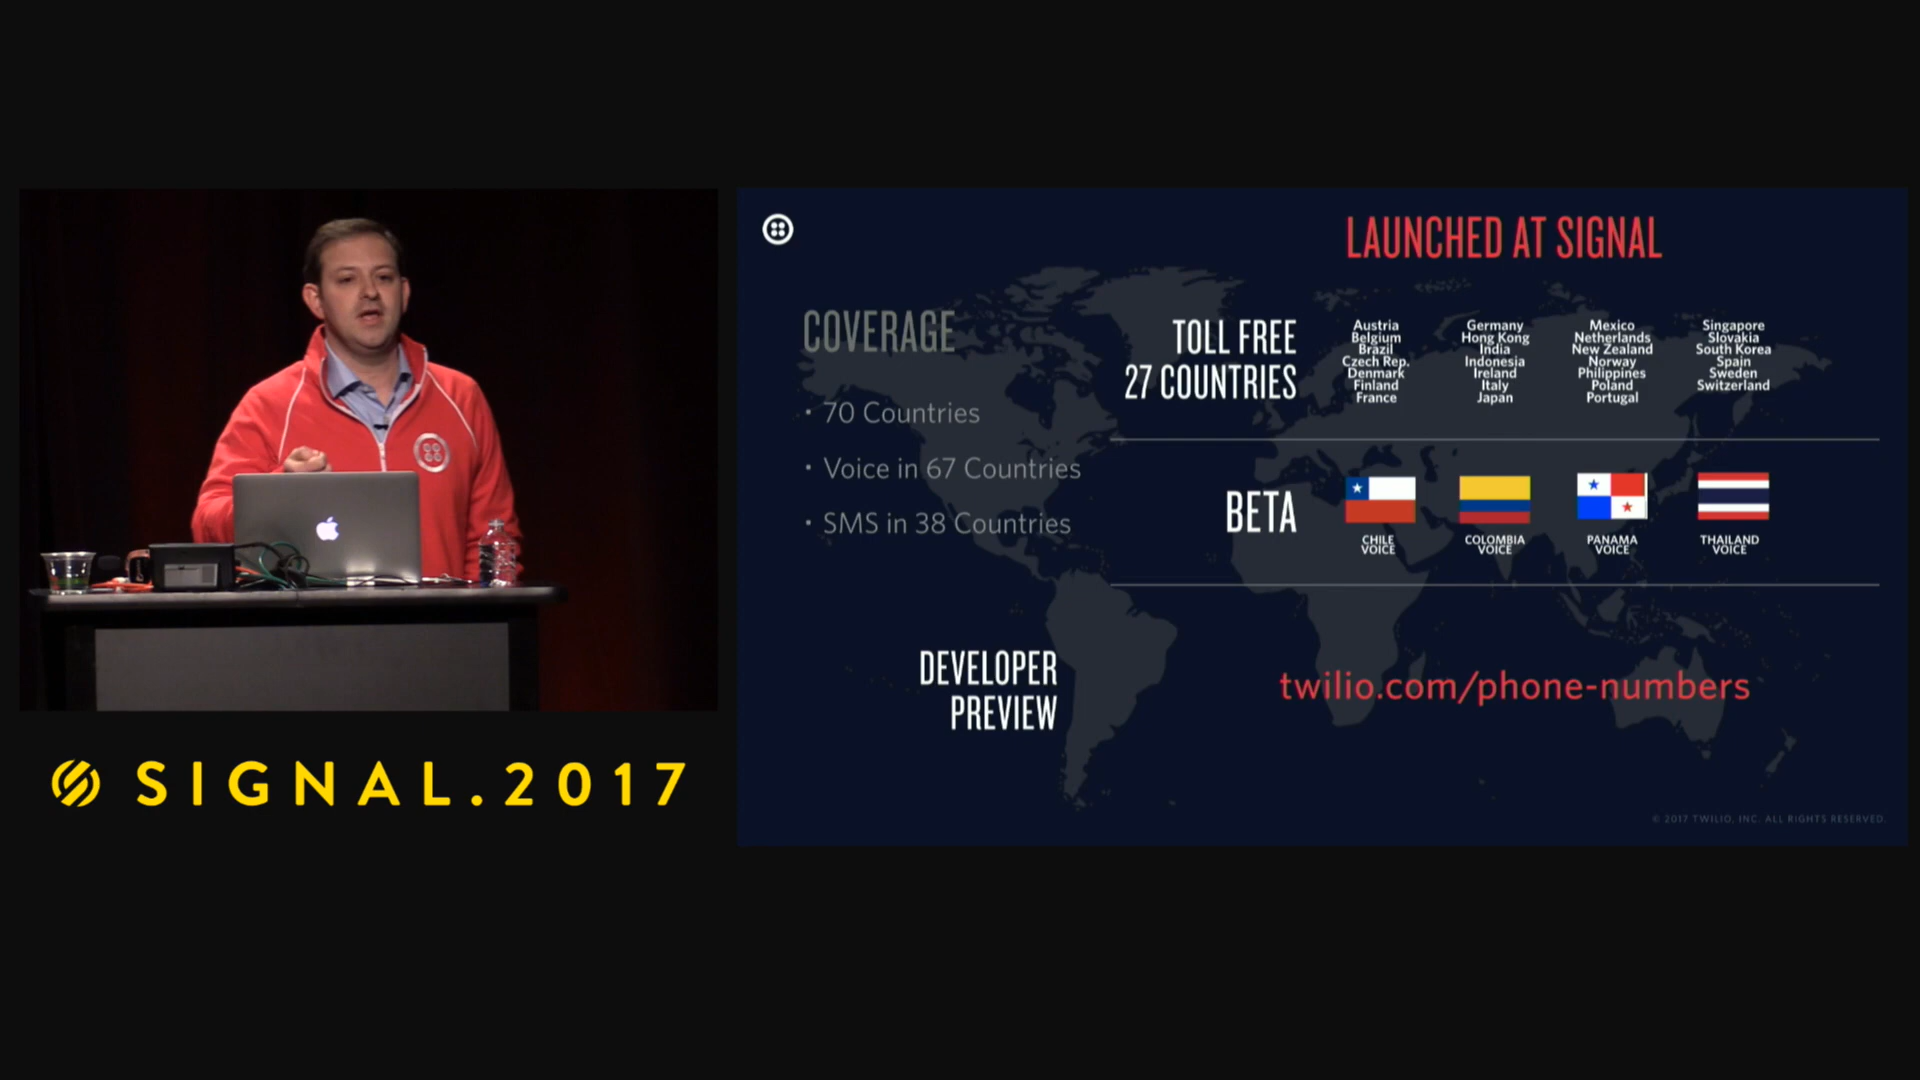 SIGNAL.2017
LAUNCHED AT SIGNAL
COVERAGE
• 70 Countries
• Voice in 67 Countries
• SMS in 38 Countries
TOLL FREE
27 COUNTRIES
Austria
Belgium
Brazil
Czech Rep.
Denmark
Finland
France
Germany
Hong Kong
India
Indonesia
Ireland
Italy
Japan
Mexico
Netherlands
New Zealand
Norway
Philippines
Poland
Portugal
Singapore
Slovakia
South Korea
Spain
Sweden
Switzerland
BETA
CHILE
VOICE
COLOMBIA
VOICE
PANAMA
VOICE
THAILAND
VOICE
DEVELOPER
PREVIEW
twilio.com/phone-numbers
© 2017 TWILIO, INC. ALL RIGHTS RESERVED.